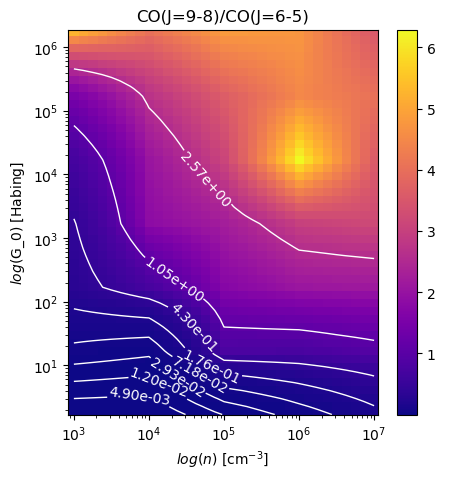 CO(J=9-8)/CO(J=6-5)
log(G_0) [Habing]
10^6
10^5
10^4
10^3
10^2
10^1
2.57e+00
1.05e+00
4.30e-01
1.76e-01
7.18e-02
2.93e-02
1.20e-02
4.90e-03
10^3 10^4 10^5 10^6 10^7
log(n) [cm^−3]
6
5
4
3
2
1